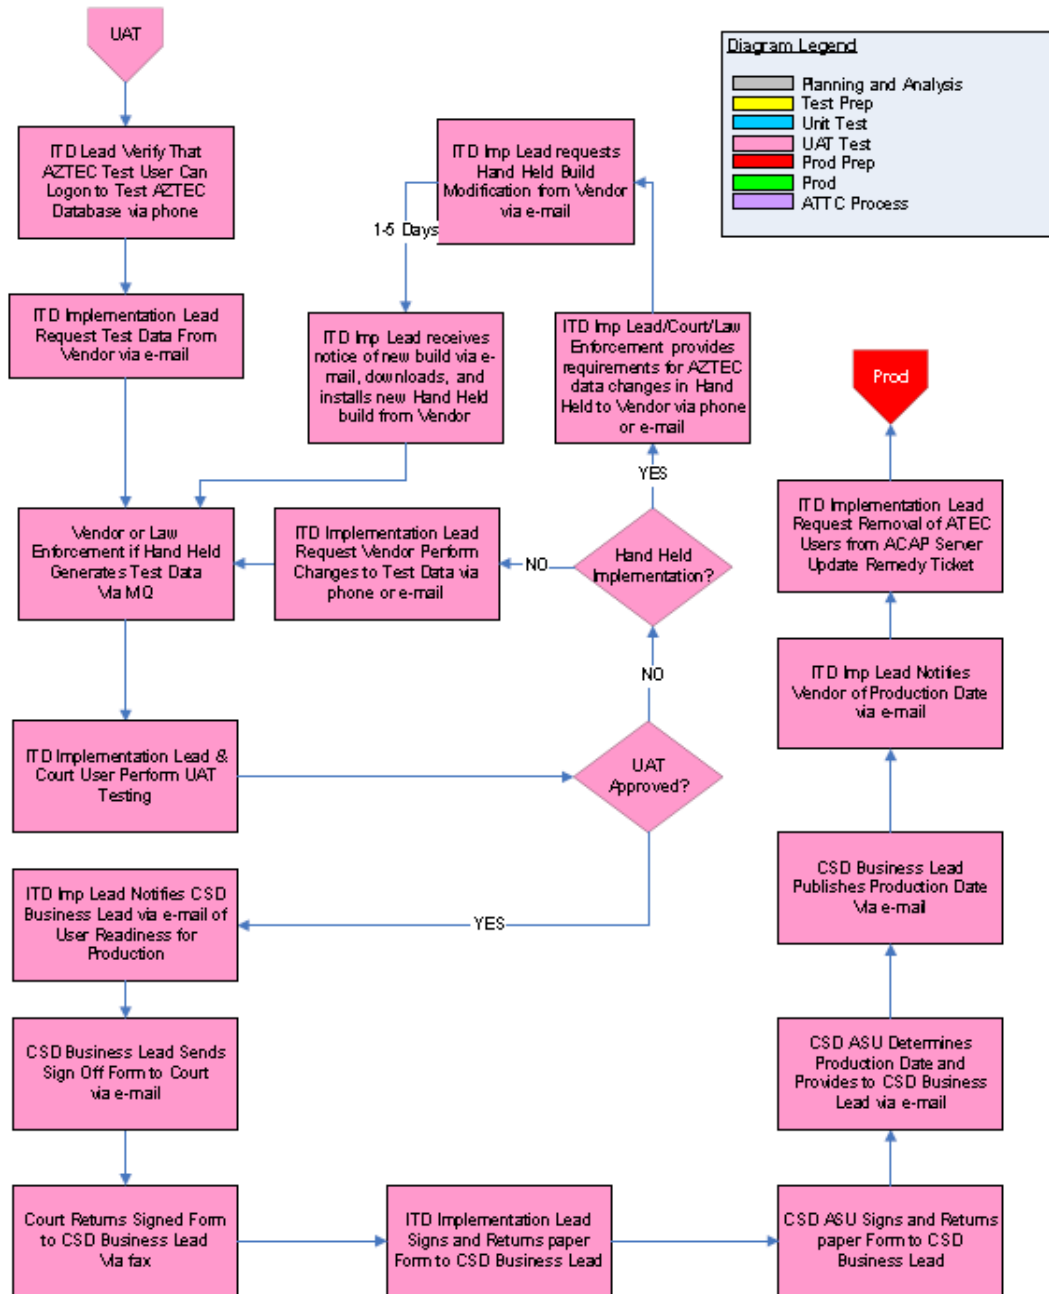 UAT
Diagram Legend
Planning and Analysis
Test Prep
Unit Test
UAT Test
Prod Prep
Prod
ATTC Process
ITD Lead Verify That
AZTEC Test User Can
Logon to Test AZTEC
Database via phone
ITD Imp Lead requests
Hand Held Build
Modification from Vendor
via e-mail
1-5 Days
ITD Implementation Lead
Request Test Data From
Vendor via e-mail
ITD Imp Lead receives
notice of new build via e-
mail, downloads, and
installs new Hand Held
build from Vendor
ITD Imp Lead/Court/Law
Enforcement provides
requirements for AZTEC
data changes in Hand
Held to Vendor via phone
or e-mail
Prod
YES
Vendor or Law
Enforcement if Hand Held
Generates Test Data
Via MQ
ITD Implementation Lead
Request Vendor Perform
Changes to Test Data via
phone or e-mail
NO
Hand Held
Implementation?
ITD Implementation Lead
Request Removal of ATEC
Users from ACAP Server
Update Remedy Ticket
NO
ITD Imp Lead Notifies
Vendor of Production Date
via e-mail
ITD Implementation Lead &
Court User Perform UAT
Testing
UAT
Approved?
CSD Business Lead
Publishes Production Date
Via e-mail
ITD Imp Lead Notifies CSD
Business Lead via e-mail of
User Readiness for
Production
YES
CSD Business Lead Sends
Sign Off Form to Court
via e-mail
CSD ASU Determines
Production Date and
Provides to CSD Business
Lead via e-mail
Court Returns Signed Form
to CSD Business Lead
Via fax
ITD Implementation Lead
Signs and Returns paper
Form to CSD Business Lead
CSD ASU Signs and Returns
paper Form to CSD
Business Lead